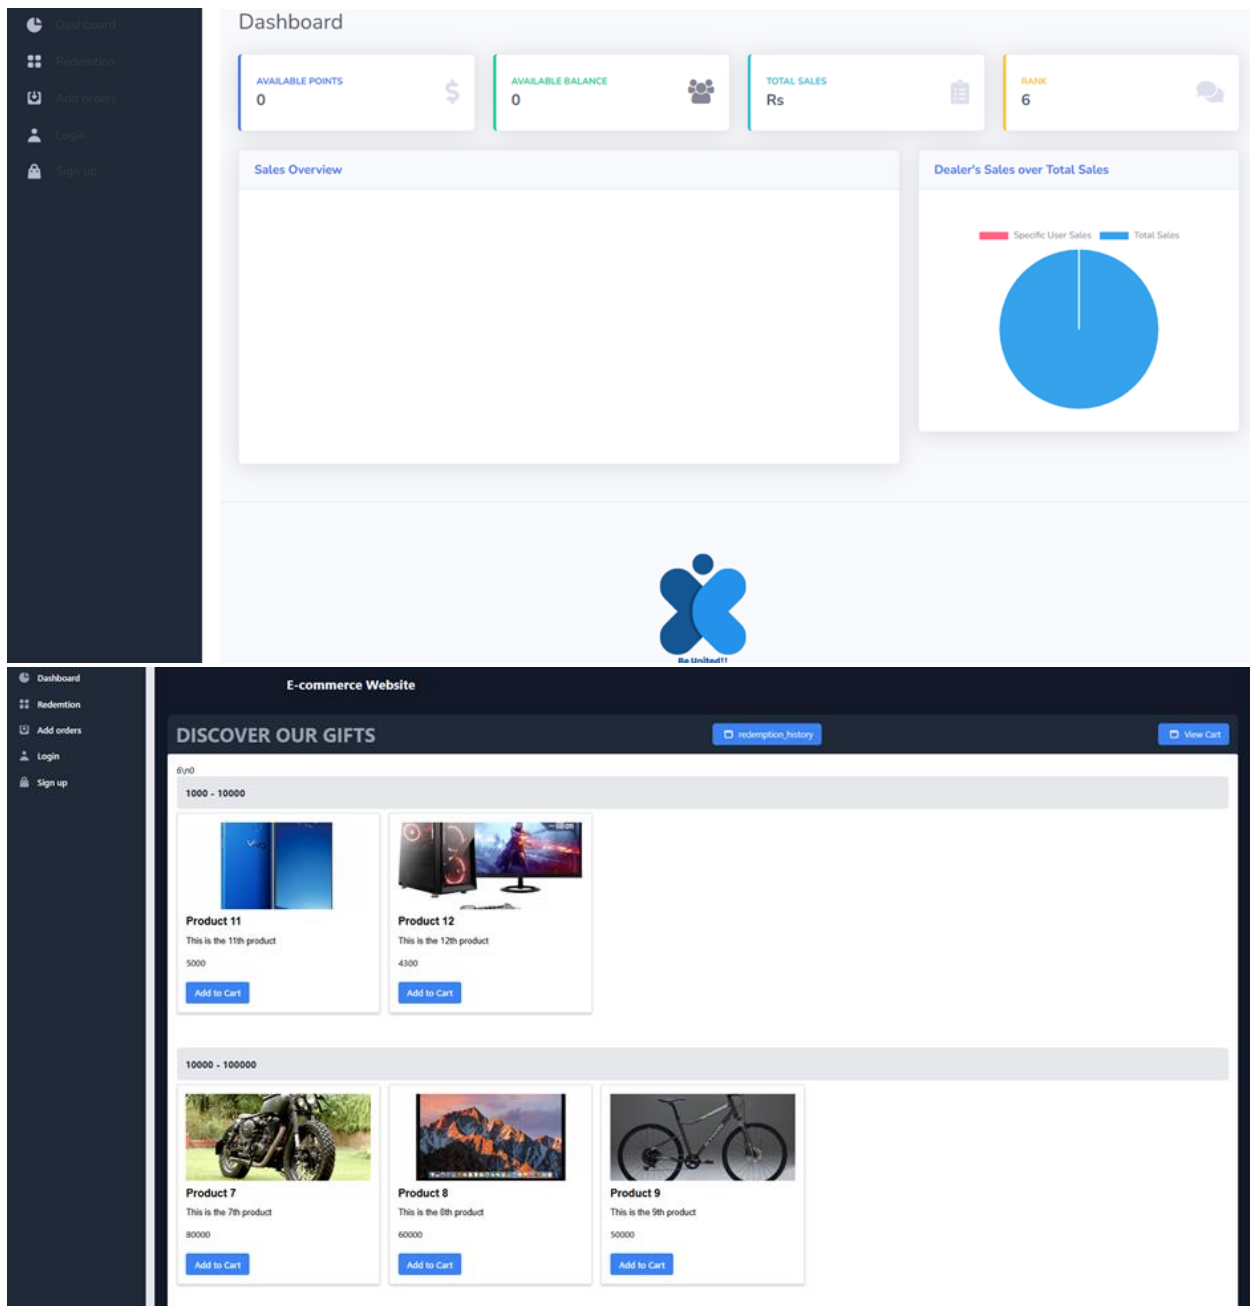 Dashboard
Redemtion
Add orders
Login
Sign up
Dashboard
AVAILABLE POINTS
0
AVAILABLE BALANCE
0
TOTAL SALES
Rs
RANK
6
Sales Overview
Dealer's Sales over Total Sales
Specific User Sales Total Sales
Be United!!
Dashboard
Redemtion
Add orders
Login
Sign up
E-commerce Website
DISCOVER OUR GIFTS
redemption_history
View Cart
6\n0
1000 - 10000
vivo
Product 11
This is the 11th product
5000
Add to Cart
Product 12
This is the 12th product
4300
Add to Cart
10000 - 100000
Product 7
This is the 7th product
80000
Add to Cart
Product 8
This is the 8th product
60000
Add to Cart
Product 9
This is the 9th product
50000
Add to Cart